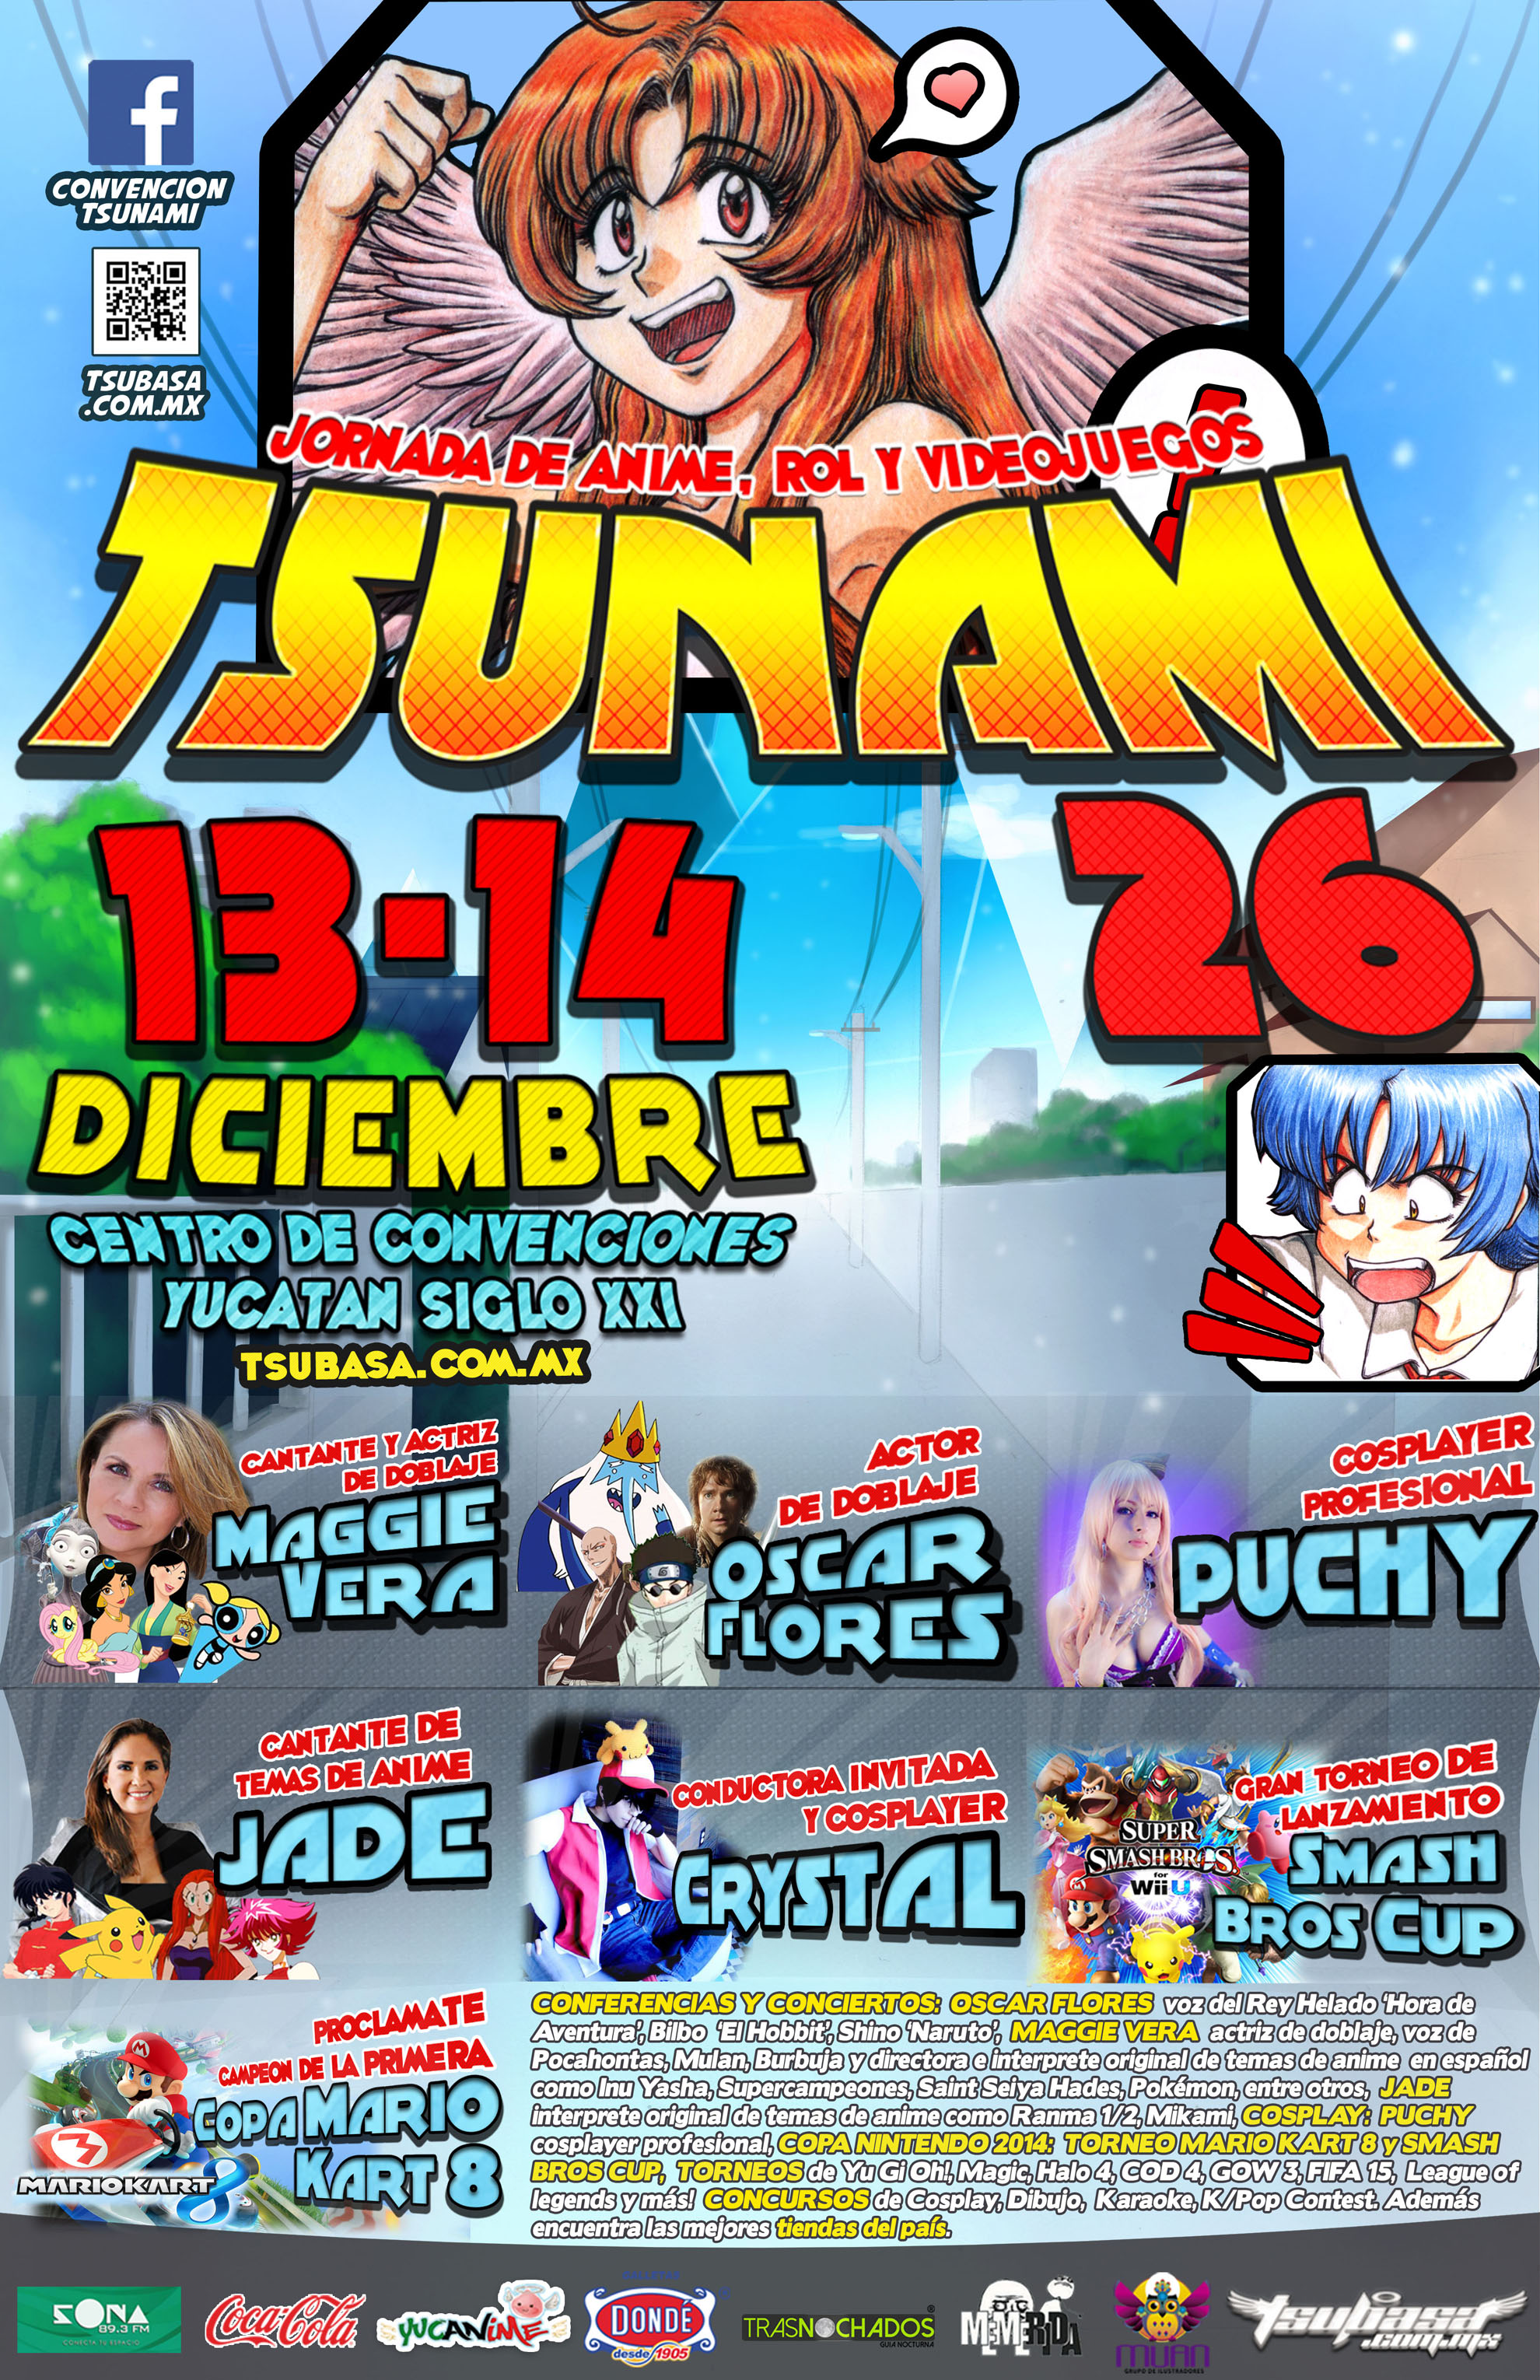 CONVENCION
TSUNAMI
TSUBASA
.COM.MX
JORNADA DE ANIME, ROL Y VIDEOJUEGOS
TSUNAMI
26
13-14
DICIEMBRE
CENTRO DE CONVENCIONES
YUCATAN SIGLO XXI
TSUBASA.COM.MX
CANTANTE Y ACTRIZ
DE DOBLAJE
MAGGIE
VERA
ACTOR
DE DOBLAJE
OSCAR
FLORES
COSPLAYER
PROFESIONAL
PUCHY
CANTANTE DE
TEMAS DE ANIME
JADE
CONDUCTORA INVITADA
Y COSPLAYER
CRYSTAL
SUPER
SMASH BROS.
for
Wii U
GRAN TORNEO DE
LANZAMIENTO
SMASH
BROS CUP
PROCLAMATE
CAMPEON DE LA PRIMERA
COPA MARIO
KART 8
MARIOKART 8
CONFERENCIAS Y CONCIERTOS: OSCAR FLORES voz del Rey Helado 'Hora de
Aventura', Bilbo 'El Hobbit', Shino 'Naruto', MAGGIE VERA actriz de doblaje, voz de
Pocahontas, Mulan, Burbuja y directora e interprete original de temas de anime en español
como Inu Yasha, Supercampeones, Saint Seiya Hades, Pokémon, entre otros, JADE
interprete original de temas de anime como Ranma 1/2, Mikami, COSPLAY: PUCHY
cosplayer profesional, COPA NINTENDO 2014: TORNEO MARIO KART 8 y SMASH
BROS CUP, TORNEOS de Yu Gi Oh!, Magic, Halo 4, COD 4, GOW 3, FIFA 15, League of
legends y más! CONCURSOS de Cosplay, Dibujo, Karaoke, K/Pop Contest. Además
encuentra las mejores tiendas del país.
SONA
89.3 FM
CONECTA TU ESPACIO
Coca-Cola
YUCANIME
GALLETAS
DONDÉ
desde 1905
TRASNOCHADOS
GUIA NOCTURNA
MEMERIDA
MUAN
GRUPO DE ILUSTRADORES
tsubasa
.com.mx